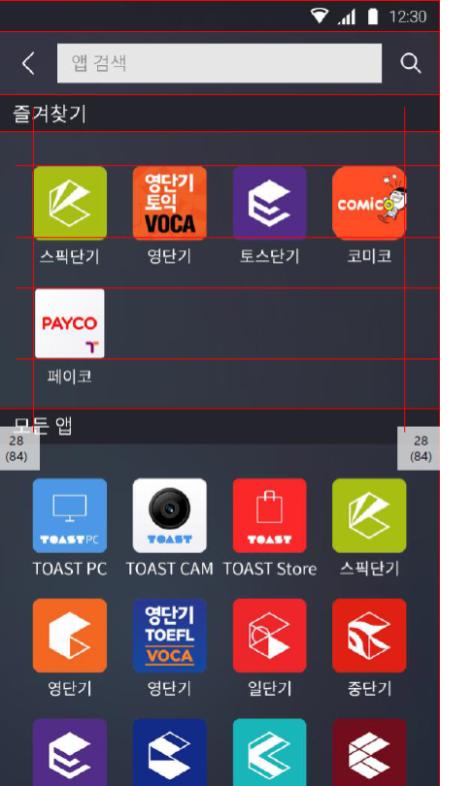 12:30
앱 검색
즐겨찾기
영단기
토익
VOCA
comico
스픽단기
영단기
토스단기
코미코
PAYCO
페이코
모든 앱
28
(84)
28
(84)
TOAST PC
TOAST
TOAST
TOAST PC
TOAST CAM
TOAST Store
스픽단기
영단기
TOEFL
VOCA
영단기
영단기
일단기
중단기